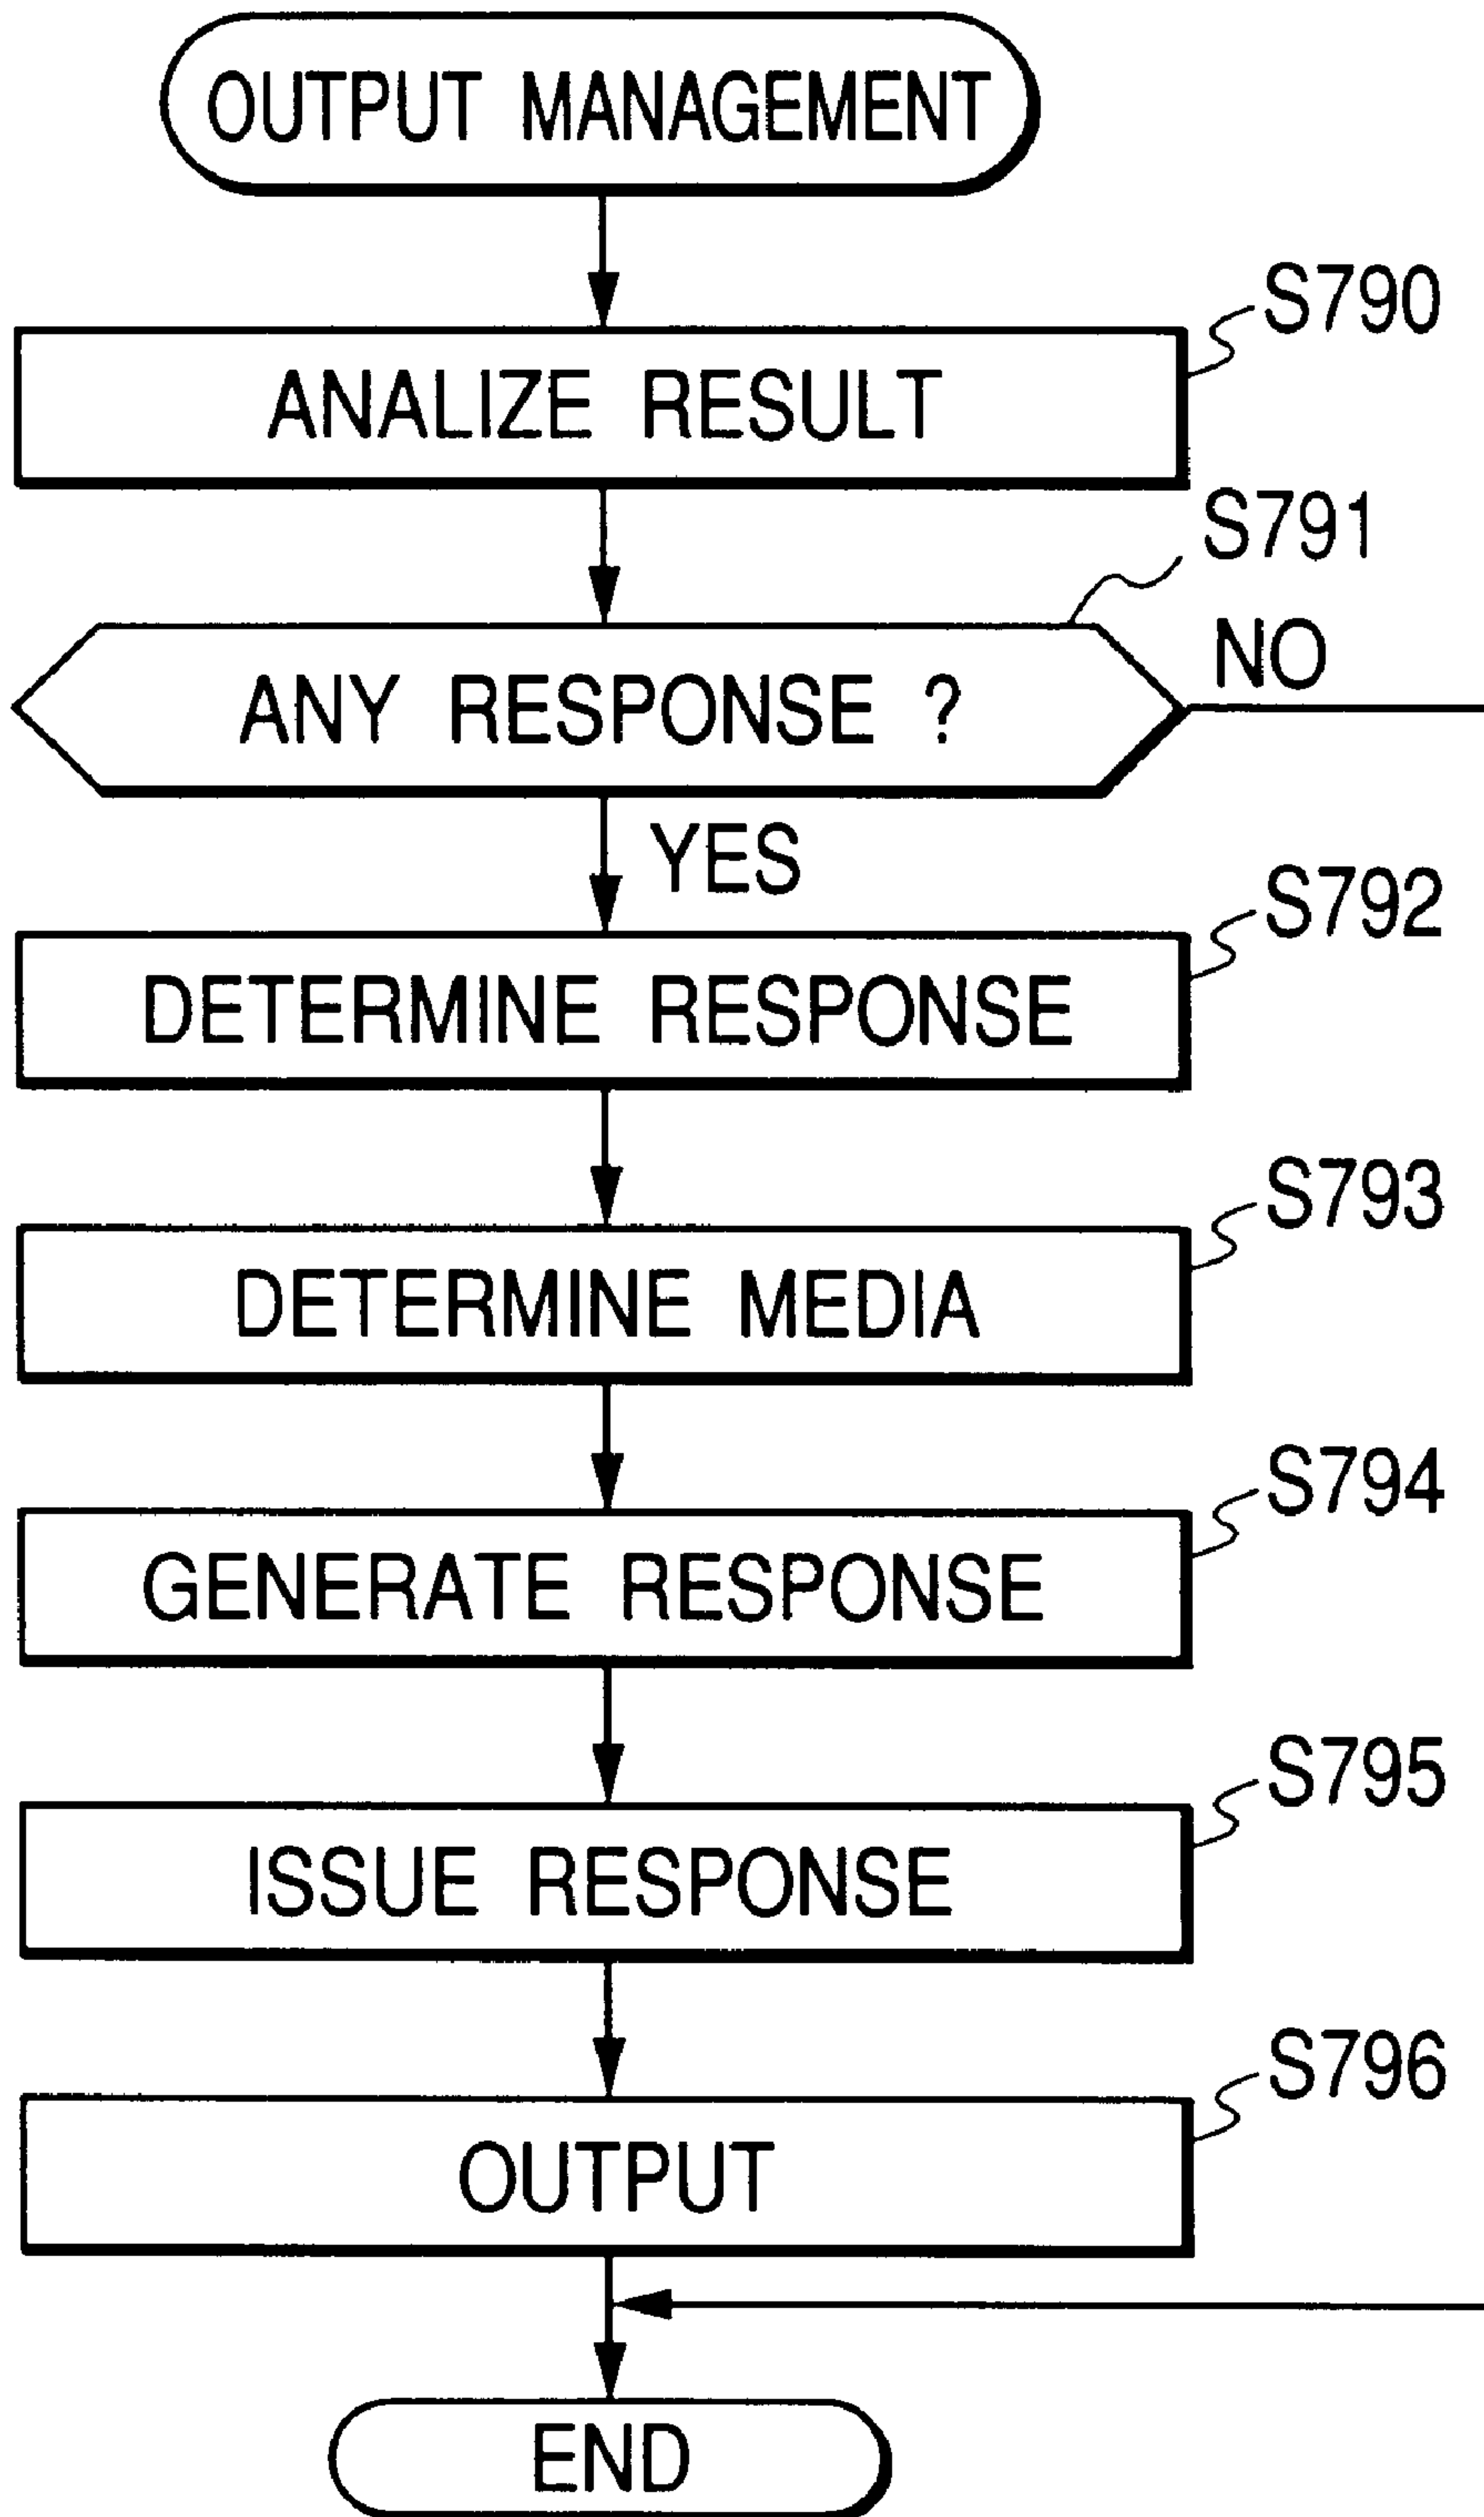 OUTPUT MANAGEMENT
S790
ANALIZE RESULT
S791
ANY RESPONSE ?
NO
YES
S792
DETERMINE RESPONSE
S793
DETERMINE MEDIA
S794
GENERATE RESPONSE
S795
ISSUE RESPONSE
S796
OUTPUT
END